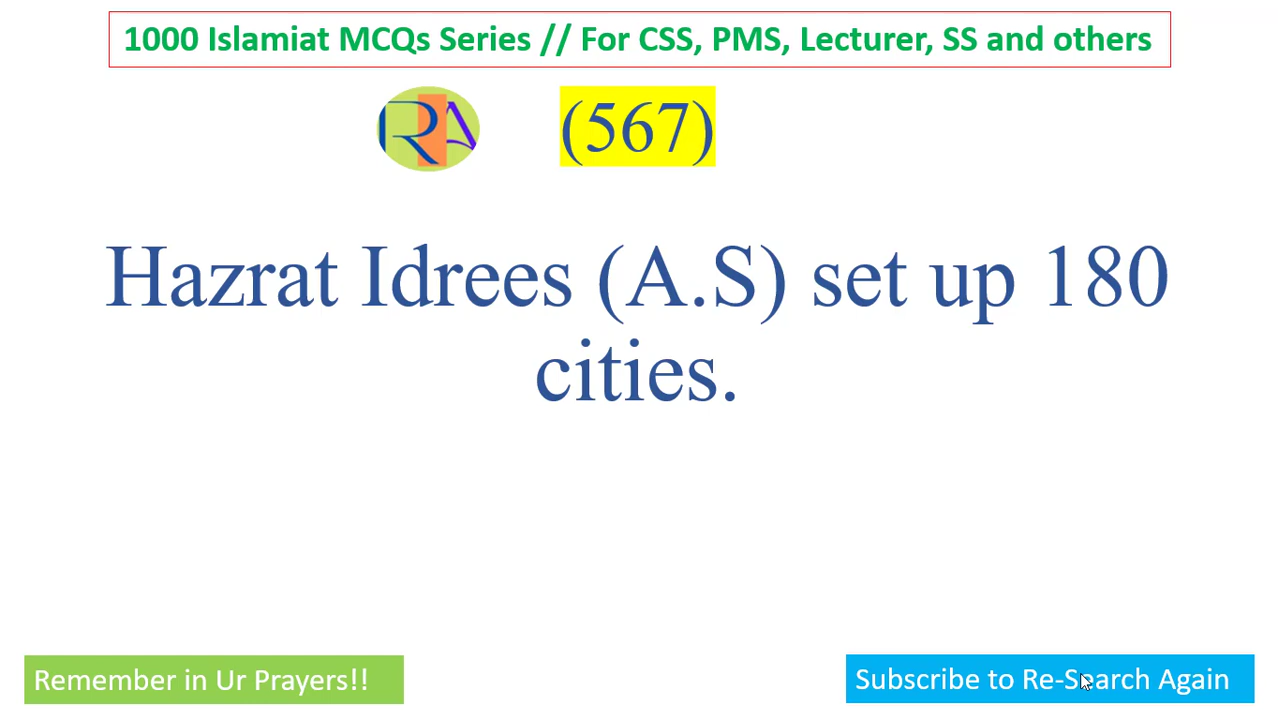 1000 Islamiat MCQs Series // For CSS, PMS, Lecturer, SS and others
RA
(567)
Hazrat Idrees (A.S) set up 180
cities.
Remember in Ur Prayers!!
Subscribe to Re-Search Again